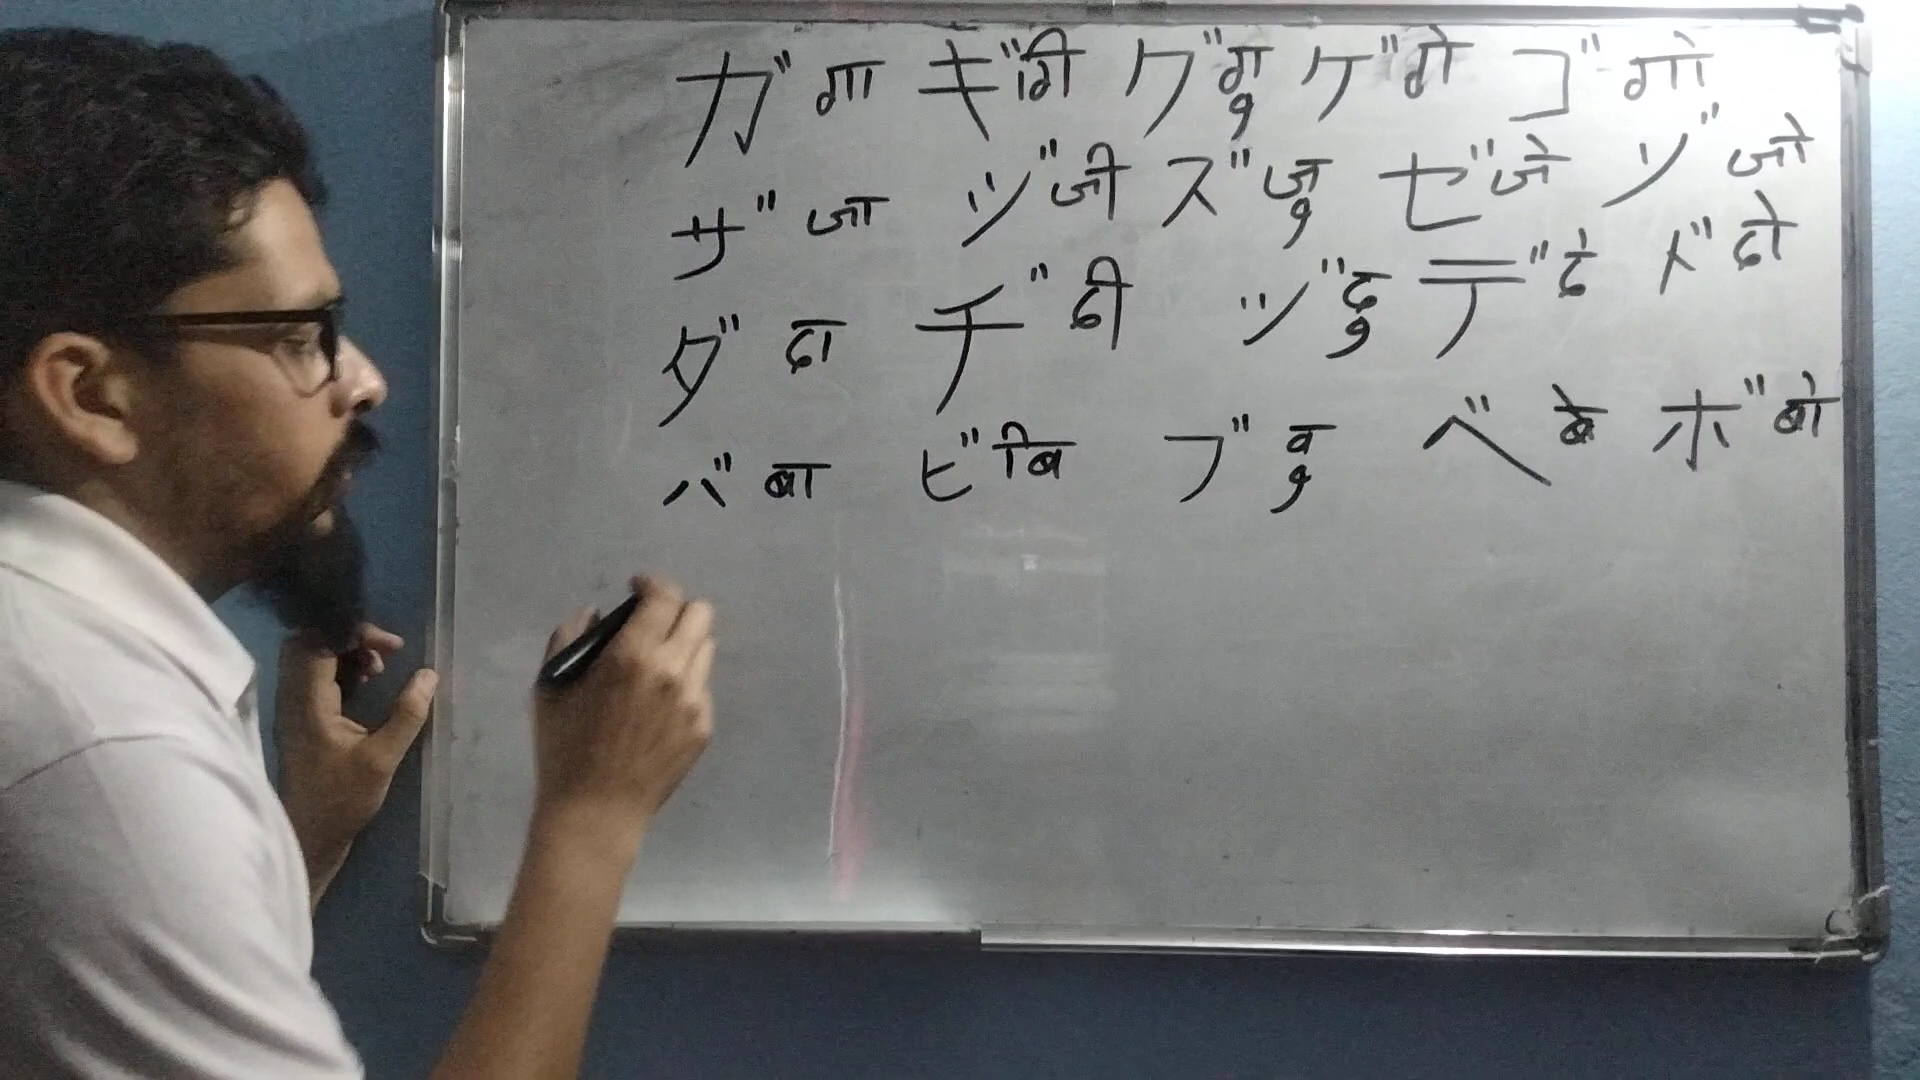 ガ गा ギ गि グ गु ゲ गे ゴ गो
ザ जा ヅ जी ズ जु ゼ जे ゾ जो
ダ दा ヂ दी ヅ दु デ दे ド दो
バ बा ビ बि ブ बु ベ बे ボ बो